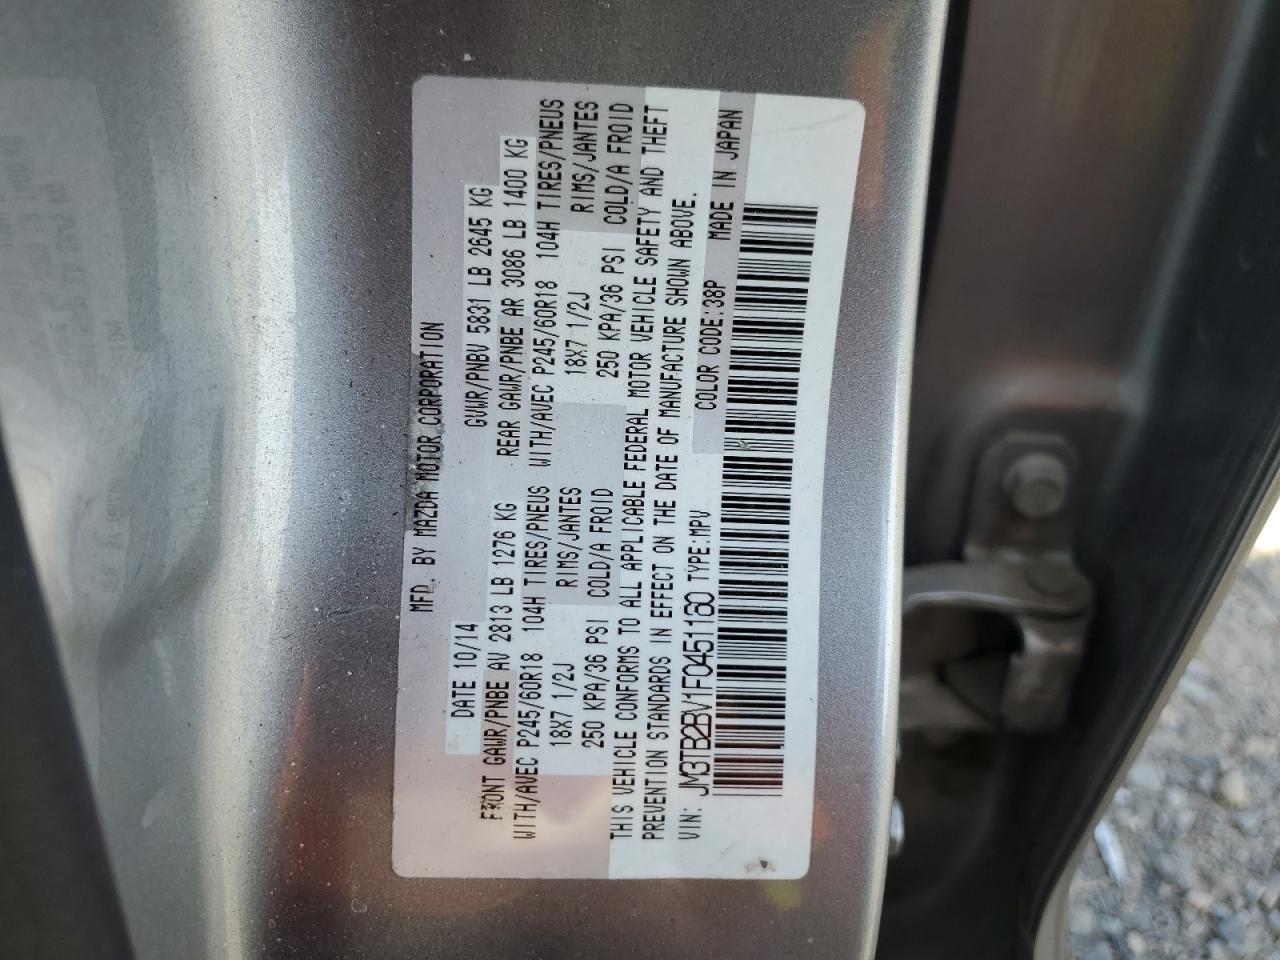 MFD. BY MAZDA MOTOR CORPORATION
DATE 10/14 GVWR/PNBV 5831 LB 2645 KG
FRONT GAWR/PNBE AV 2813 LB 1276 KG REAR GAWR/PNBE AR 3086 LB 1400 KG
WITH/AVEC P245/60R18 104H TIRES/PNEUS WITH/AVEC P245/60R18 104H TIRES/PNEUS
18X7 1/2J RIMS/JANTES 18X7 1/2J RIMS/JANTES
250 KPA/36 PSI COLD/A FROID 250 KPA/36 PSI COLD/A FROID
THIS VEHICLE CONFORMS TO ALL APPLICABLE FEDERAL MOTOR VEHICLE SAFETY AND THEFT
PREVENTION STANDARDS IN EFFECT ON THE DATE OF MANUFACTURE SHOWN ABOVE.
VIN: JM3TB2BV1F0451160 TYPE:MPV COLOR CODE:38P MADE IN JAPAN